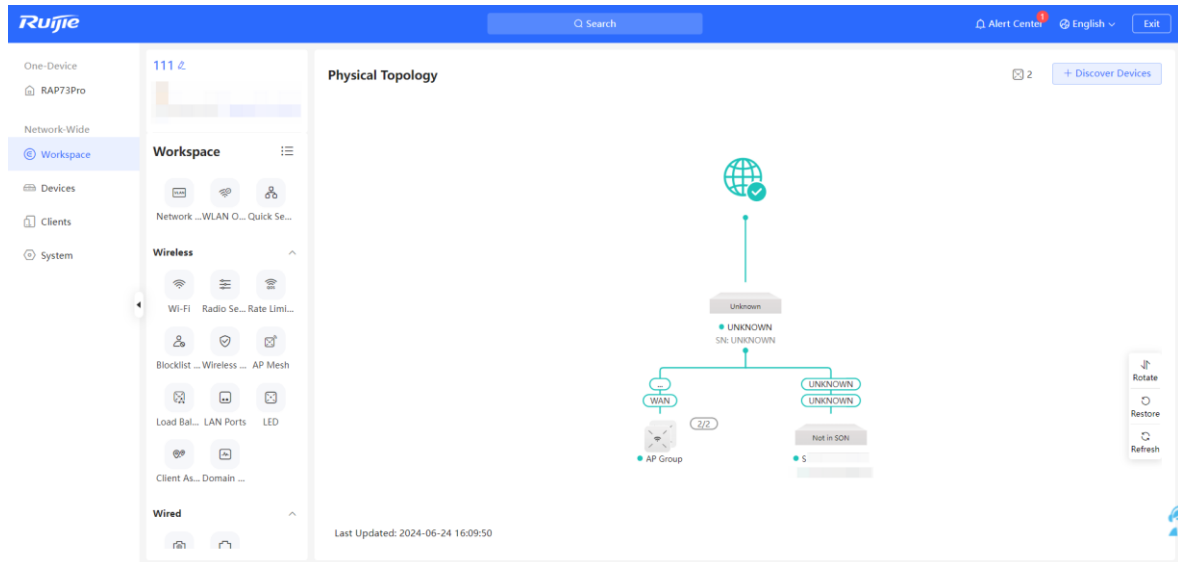 Ruijie
Search
Alert Center
1
English
Exit
One-Device
RAP73Pro
Network-Wide
Workspace
Devices
Clients
System
111
Workspace
Network ... WLAN O... Quick Se...
Wireless
Wi-Fi Radio Se... Rate Limi...
Blocklist ... Wireless ... AP Mesh
Load Bal... LAN Ports LED
Client As... Domain ...
Wired
Physical Topology
2
+ Discover Devices
Unknown
UNKNOWN
SN: UNKNOWN
... UNKNOWN
WAN UNKNOWN
2/2
Not in SON
AP Group S
Rotate
Restore
Refresh
Last Updated: 2024-06-24 16:09:50